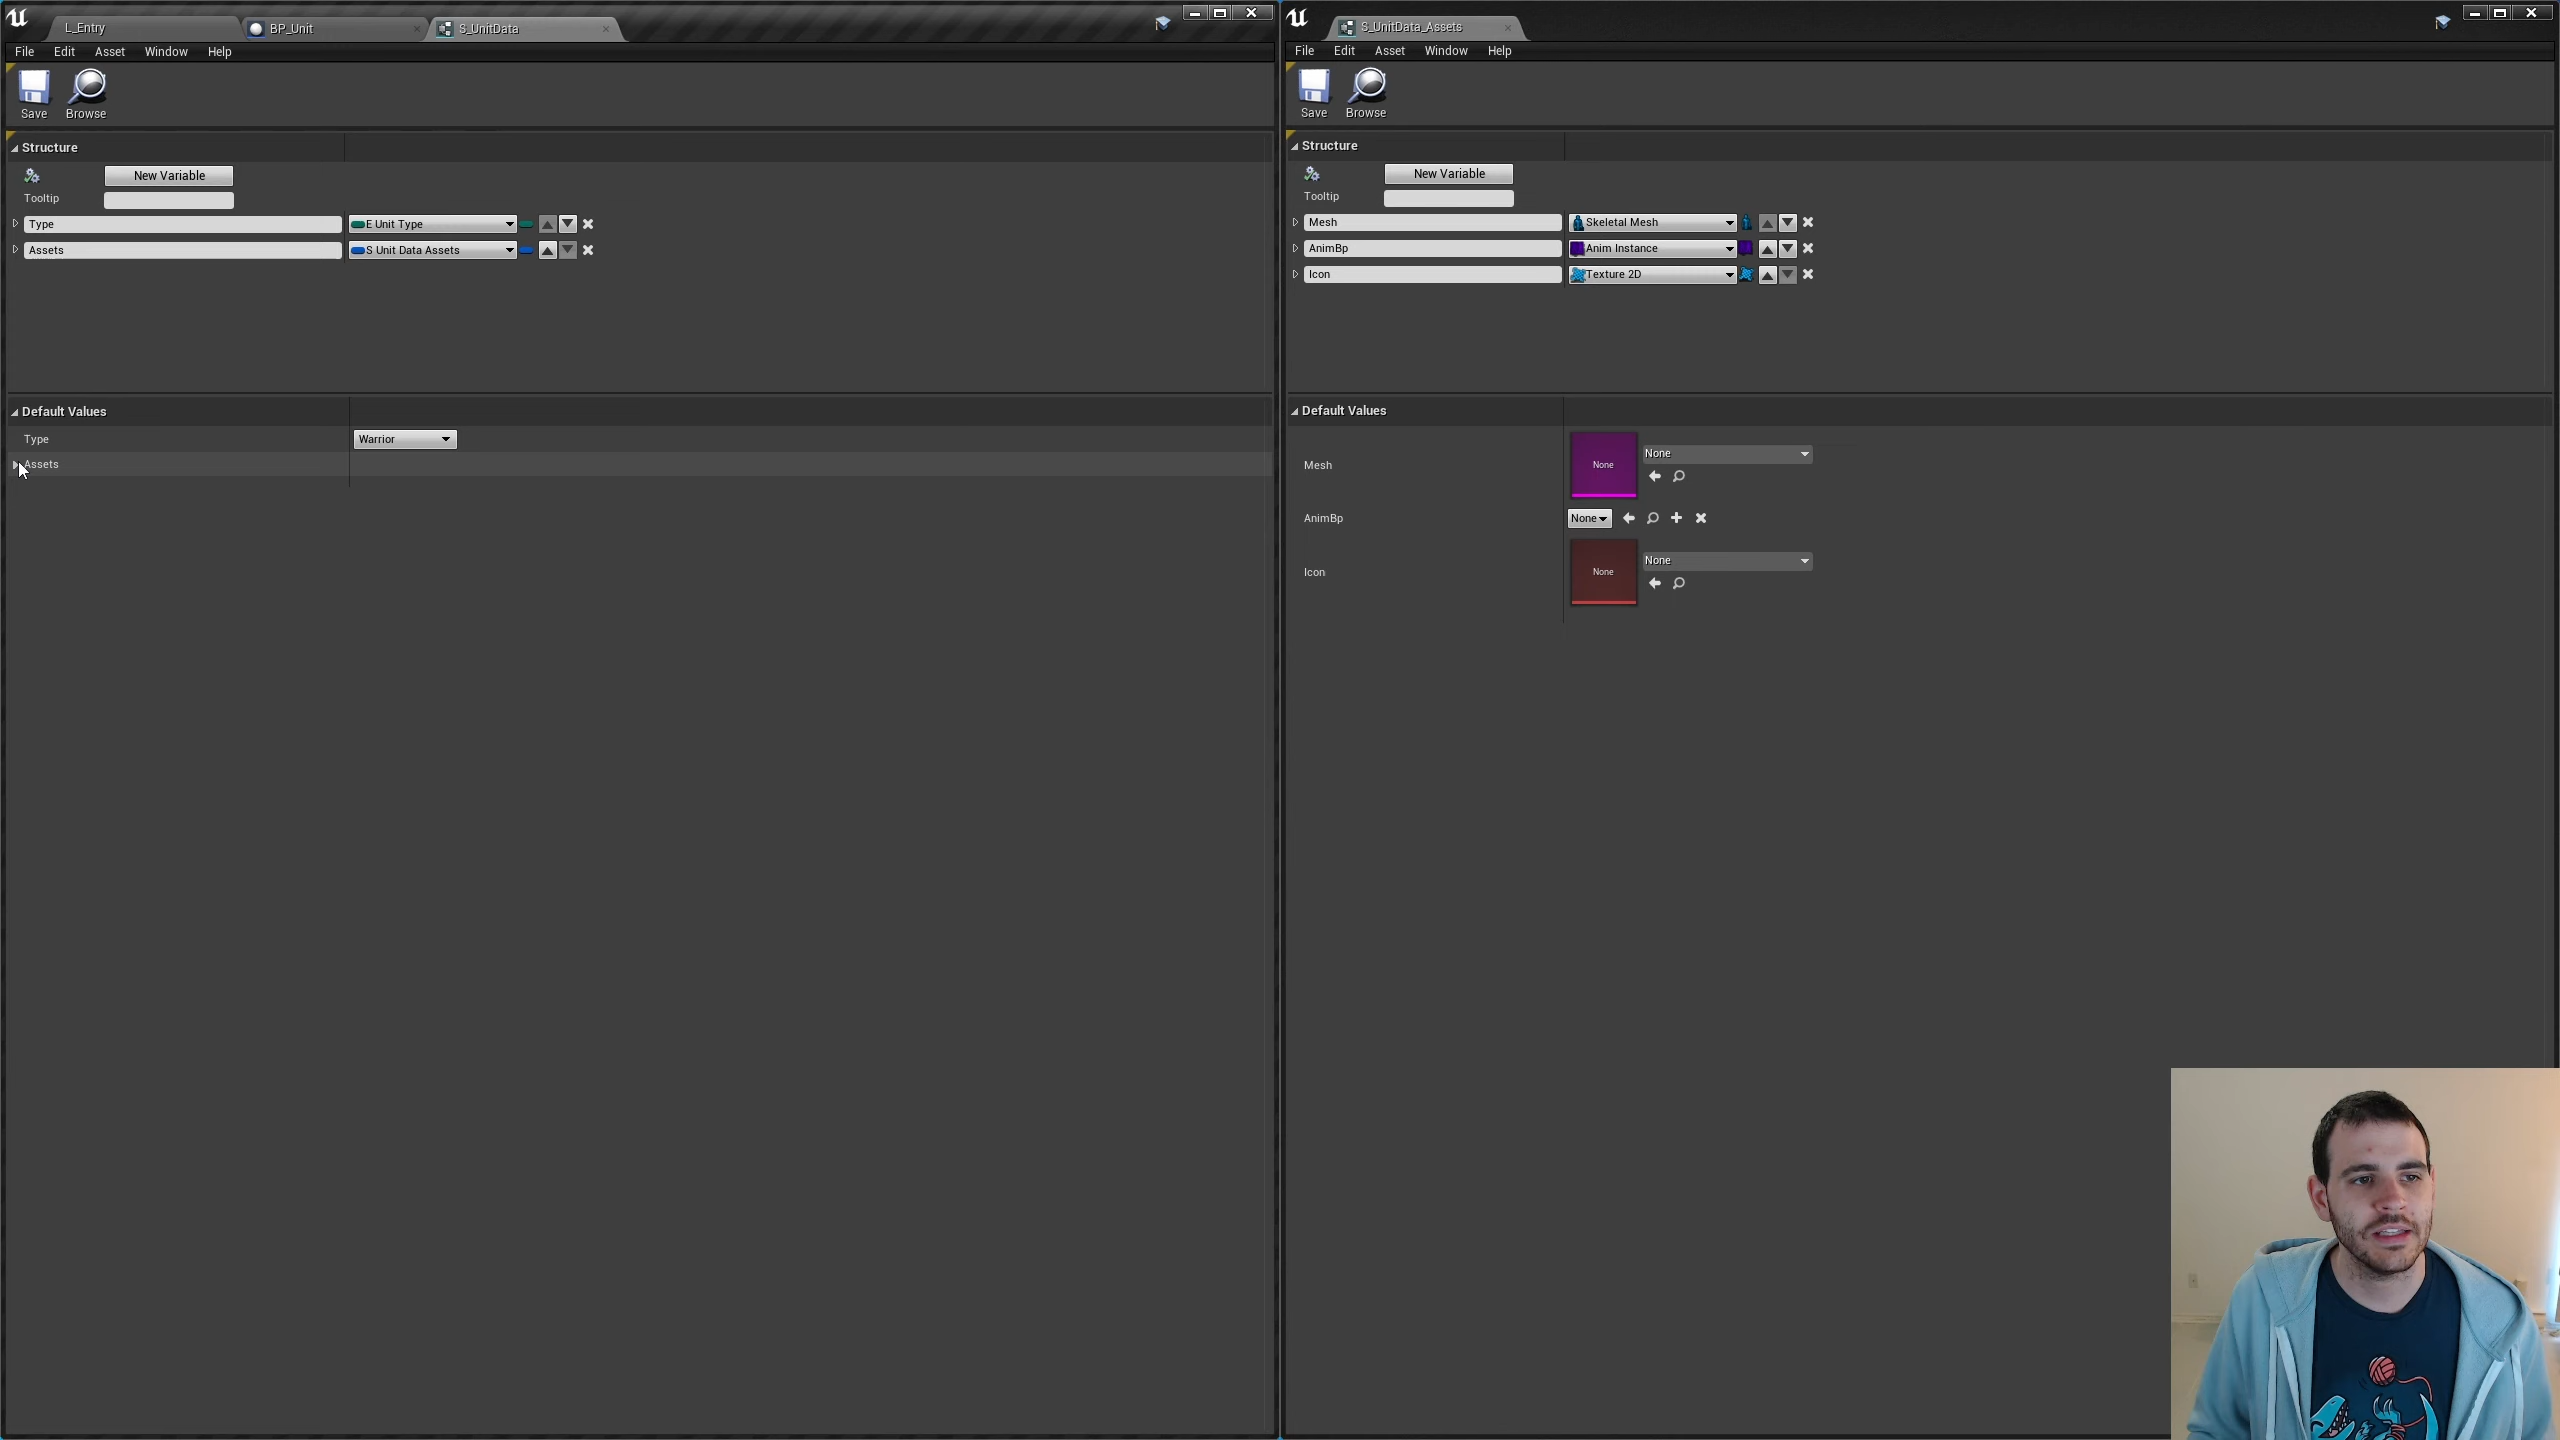 L_Entry
BP_Unit
S_UnitData
File Edit Asset Window Help
Save Browse
Structure
New Variable
Tooltip
Type E Unit Type
Assets S Unit Data Assets
Default Values
Type Warrior
Assets
S_UnitData_Assets
File Edit Asset Window Help
Save Browse
Structure
New Variable
Tooltip
Mesh Skeletal Mesh
AnimBp Anim Instance
Icon Texture 2D
Default Values
Mesh None None
AnimBp None
Icon None None